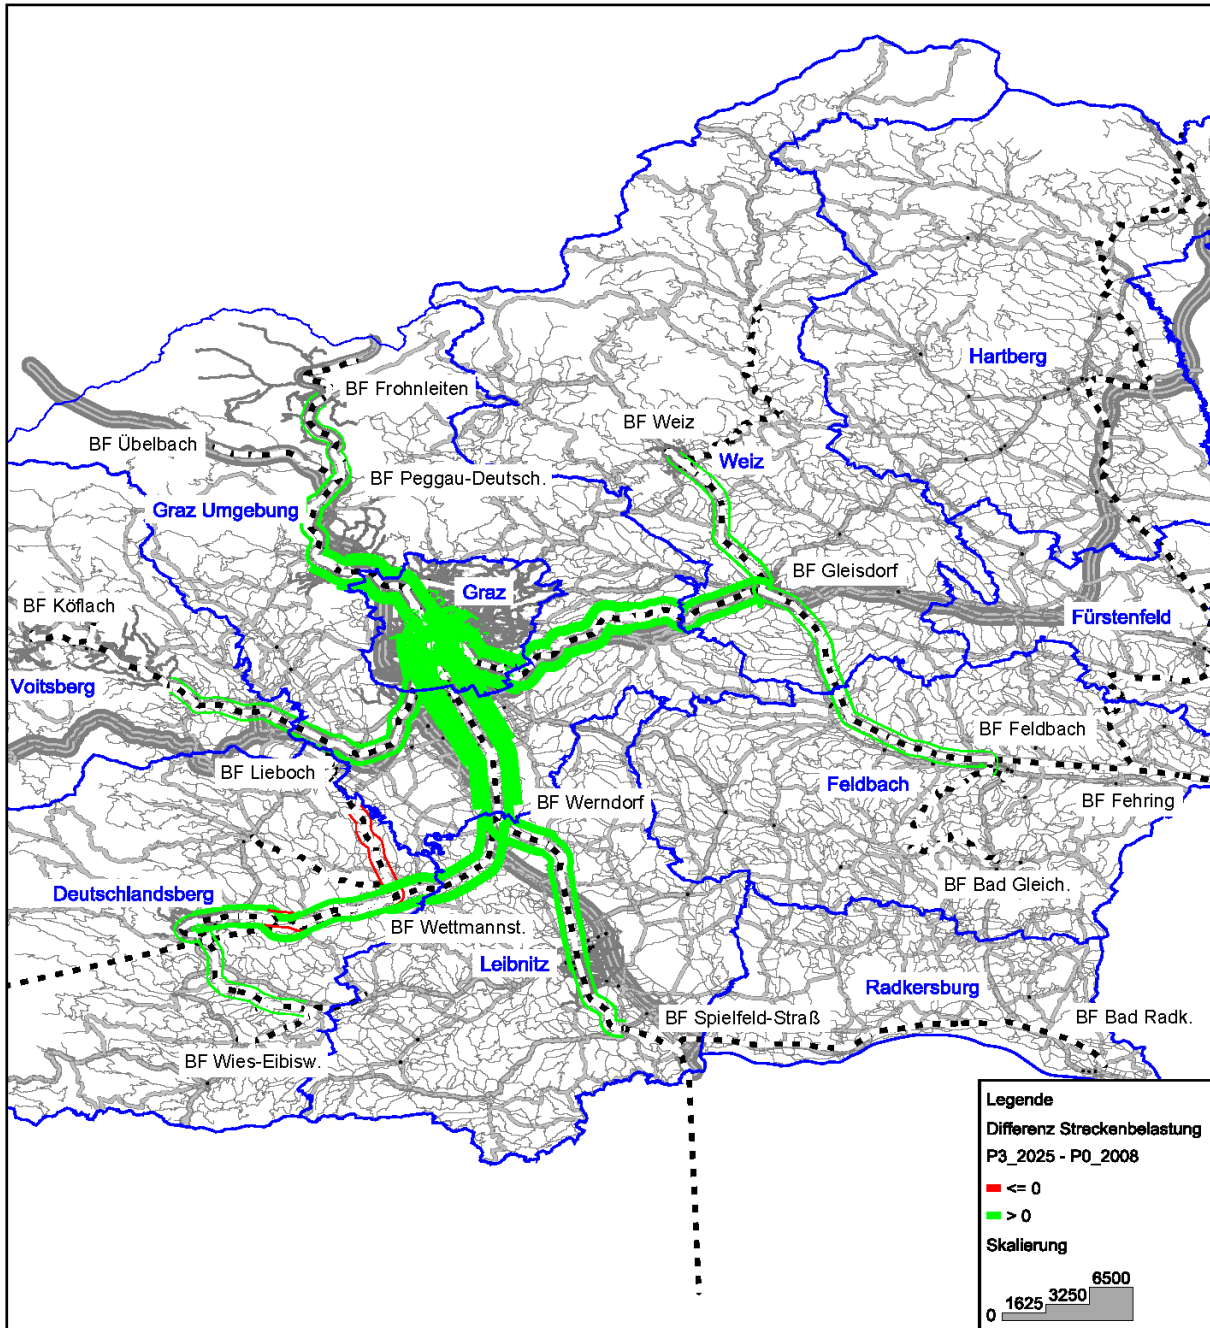 Hartberg
BF Frohnleiten
BF Weiz
BF Übelbach
Weiz
BF Peggau-Deutsch.
Graz Umgebung
BF Gleisdorf
Graz
BF Köflach
Fürstenfeld
Voitsberg
BF Feldbach
BF Lieboch
Feldbach
BF Werndorf
BF Fehring
BF Bad Gleich.
Deutschlandsberg
BF Wettmannst.
Leibnitz
Radkersburg
BF Spielfeld-Straß
BF Bad Radk.
BF Wies-Eibisw.
Legende
Differenz Streckenbelastung
P3_2025 - P0_2008
<= 0
> 0
Skalierung
0 1625 3250 6500